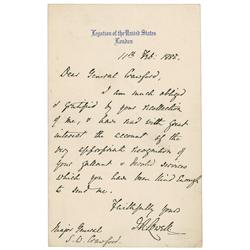 Legation of the United States
London
11th Feb: 1885.
Dear General Crawford,
I am much obliged
& gratified by your recollection
of me, & have read with great
interest the account of the
very appropriate recognition of
your gallant & devoted services
which you have been kind enough
to send me.
Faithfully yours
J.R. Lowell
Major General
S. W. Crawford.